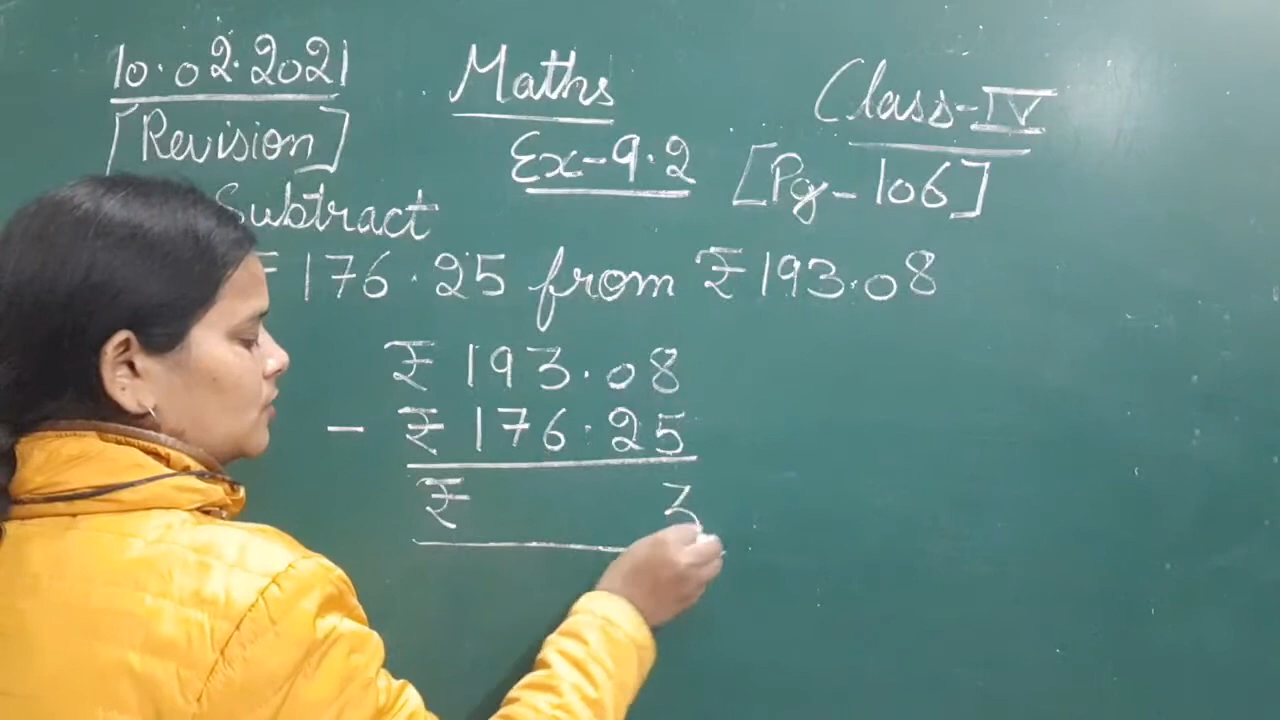 10.02.2021 Maths Class-IV
[Revision] Ex-9.2 [Pg-106]
Subtract
₹176.25 from ₹193.08
₹ 193.08
- ₹ 176.25
₹ 3